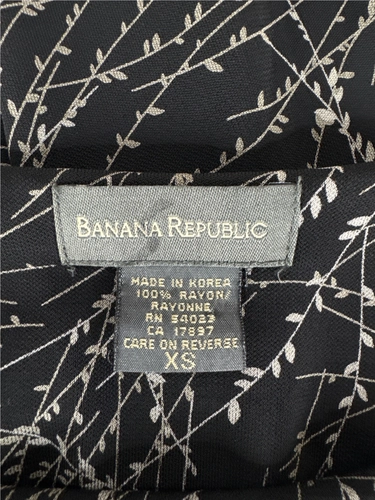 BANANA REPUBLIC
MADE IN KOREA
100% RAYON/
RAYONNE
RN 54023
CA 17897
CARE ON REVERSE
XS